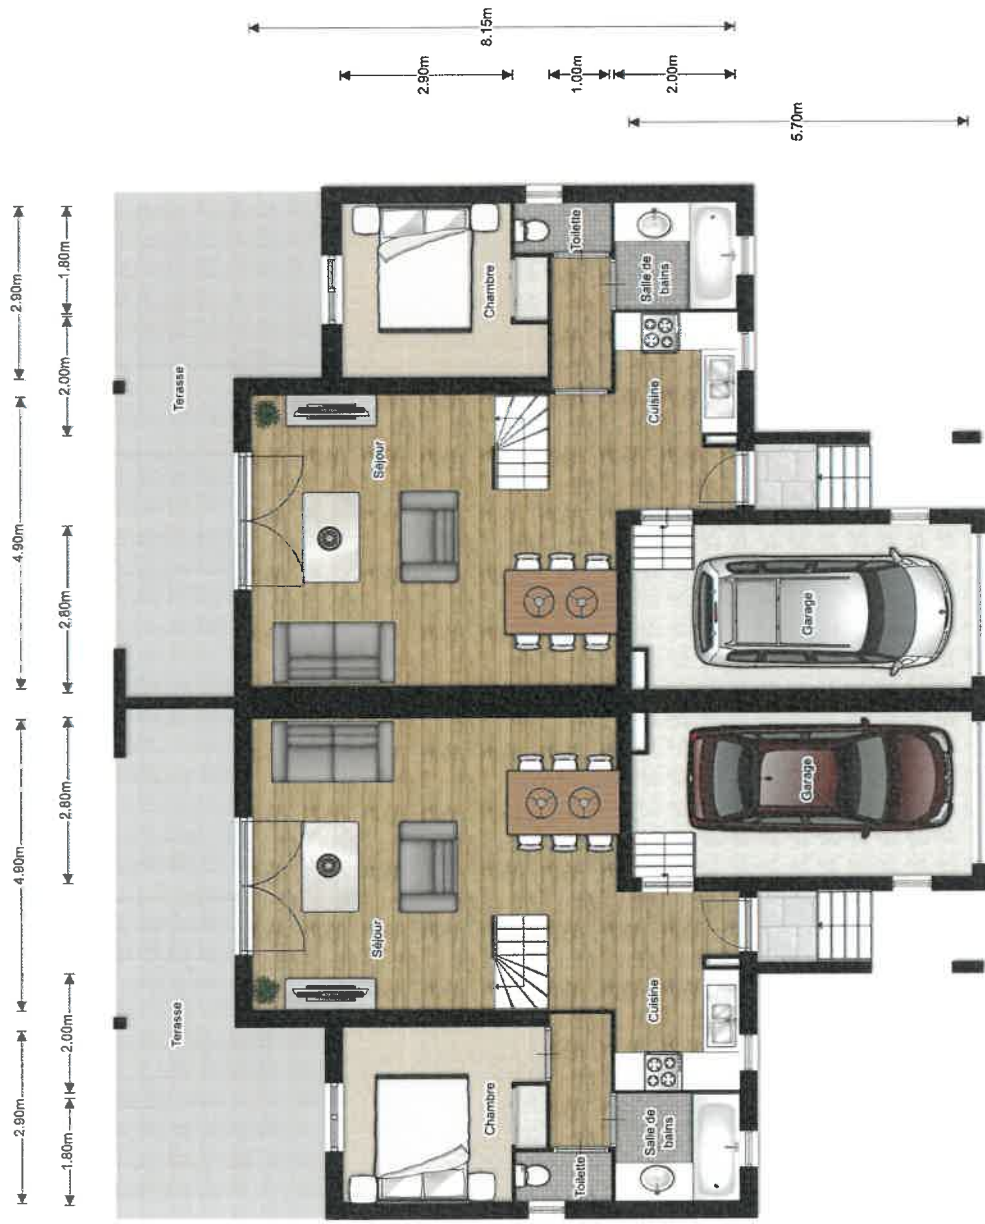 2.90m
4.90m
4.90m
2.90m
1.80m
2.00m
2.80m
2.80m
2.00m
1.80m
8.15m
2.90m
1.00m
2.00m
5.70m
Terasse
Terasse
Séjour
Séjour
Chambre
Chambre
Toilette
Toilette
Salle de
bains
Salle de
bains
Cuisine
Cuisine
Garage
Garage